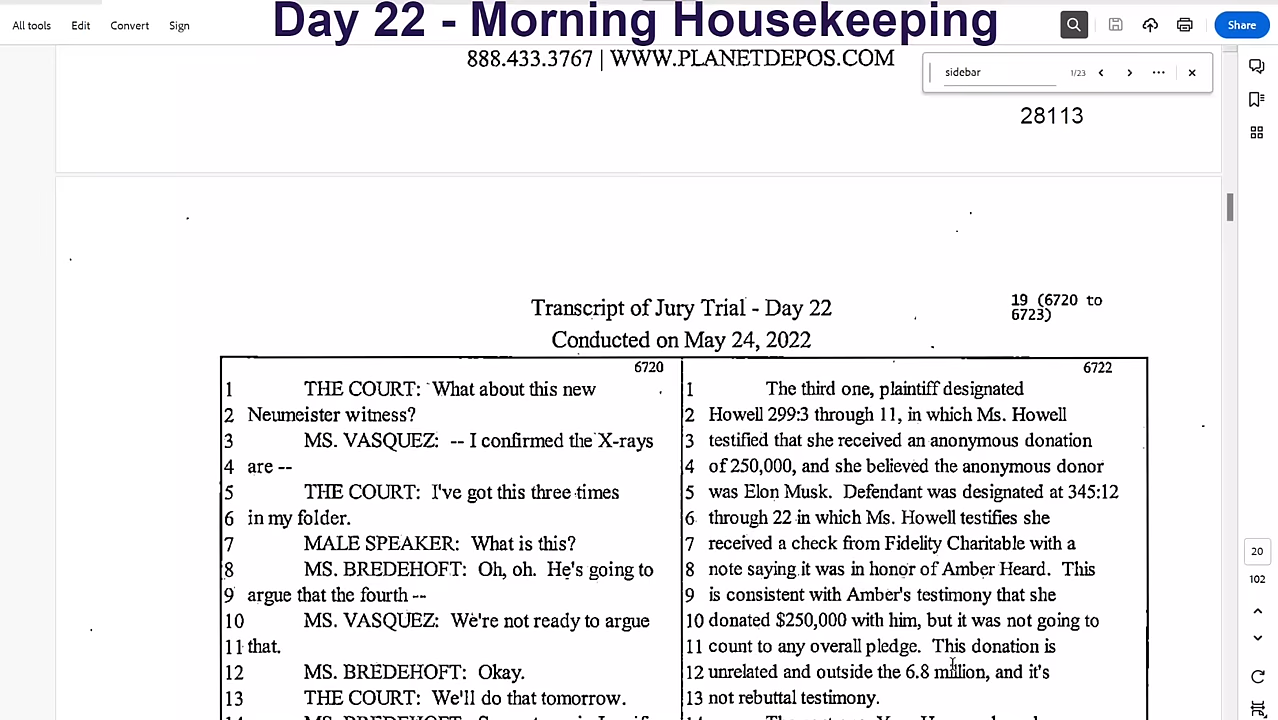 Day 22 - Morning Housekeeping
All tools Edit Convert Sign
Share
888.433.3767 | WWW.PLANETDEPOS.COM
sidebar 1/23
28113
Transcript of Jury Trial - Day 22
Conducted on May 24, 2022
19 (6720 to
6723)
6720
1 THE COURT: What about this new
2 Neumeister witness?
3 MS. VASQUEZ: -- I confirmed the X-rays
4 are --
5 THE COURT: I've got this three times
6 in my folder.
7 MALE SPEAKER: What is this?
8 MS. BREDEHOFT: Oh, oh. He's going to
9 argue that the fourth --
10 MS. VASQUEZ: We're not ready to argue
11 that.
12 MS. BREDEHOFT: Okay.
13 THE COURT: We'll do that tomorrow.
6722
1 The third one, plaintiff designated
2 Howell 299:3 through 11, in which Ms. Howell
3 testified that she received an anonymous donation
4 of 250,000, and she believed the anonymous donor
5 was Elon Musk. Defendant was designated at 345:12
6 through 22 in which Ms. Howell testifies she
7 received a check from Fidelity Charitable with a
8 note saying it was in honor of Amber Heard. This
9 is consistent with Amber's testimony that she
10 donated $250,000 with him, but it was not going to
11 count to any overall pledge. This donation is
12 unrelated and outside the 6.8 million, and it's
13 not rebuttal testimony.
20
102